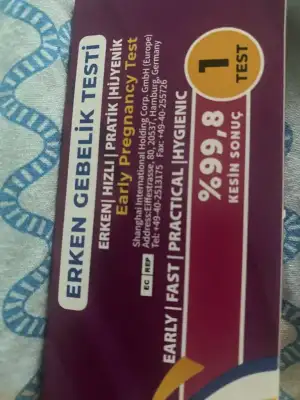 ERKEN GEBELİK TESTİ
ERKEN| HIZLI | PRATİK |HİJYENİK
Early Pregnancy Test
Shanghai International Holding Corp. GmbH (Europe)
Address:Eiffestrasse, 80, 20537, Hamburg, Germany
Tel: +49-40-2513175 Fax: +49-40-255726
EC REP
EARLY | FAST | PRACTICAL |HYGIENIC
%99,8
KESİN SONUÇ
1
TEST